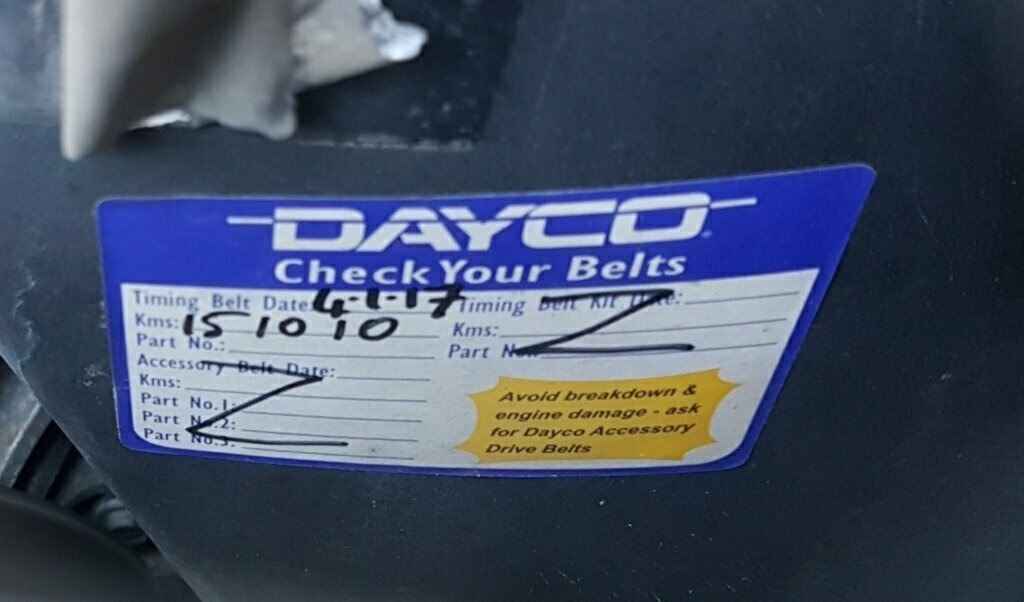 DAYCO
Check Your Belts
Timing Belt Date: 4-1-17
Kms: 151010
Part No.:
Accessory Belt Date:
Kms:
Part No.1:
Part No.2:
Part No.3:
Timing Belt Kit Date:
Kms:
Part No.
Avoid breakdown &
engine damage - ask
for Dayco Accessory
Drive Belts